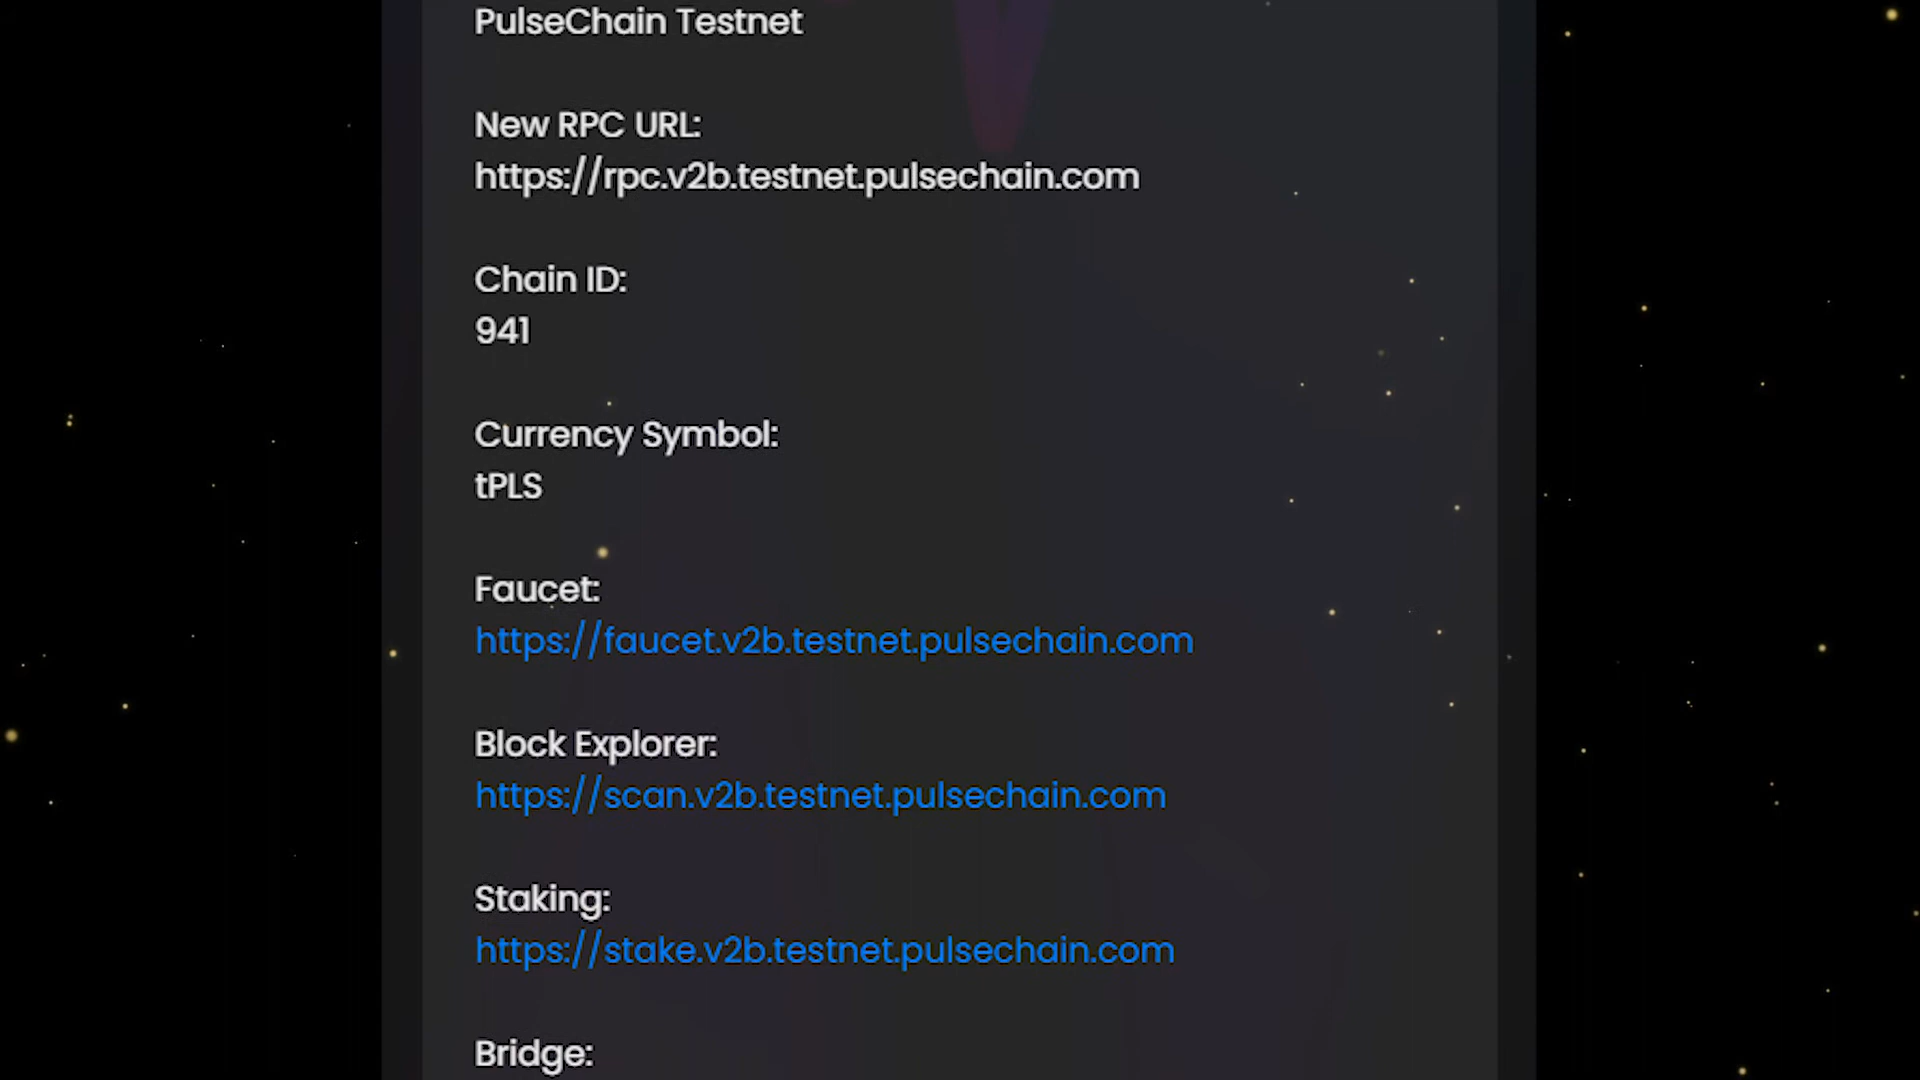 PulseChain Testnet
New RPC URL:
https://rpc.v2b.testnet.pulsechain.com
Chain ID:
941
Currency Symbol:
tPLS
Faucet:
https://faucet.v2b.testnet.pulsechain.com
Block Explorer:
https://scan.v2b.testnet.pulsechain.com
Staking:
https://stake.v2b.testnet.pulsechain.com
Bridge: